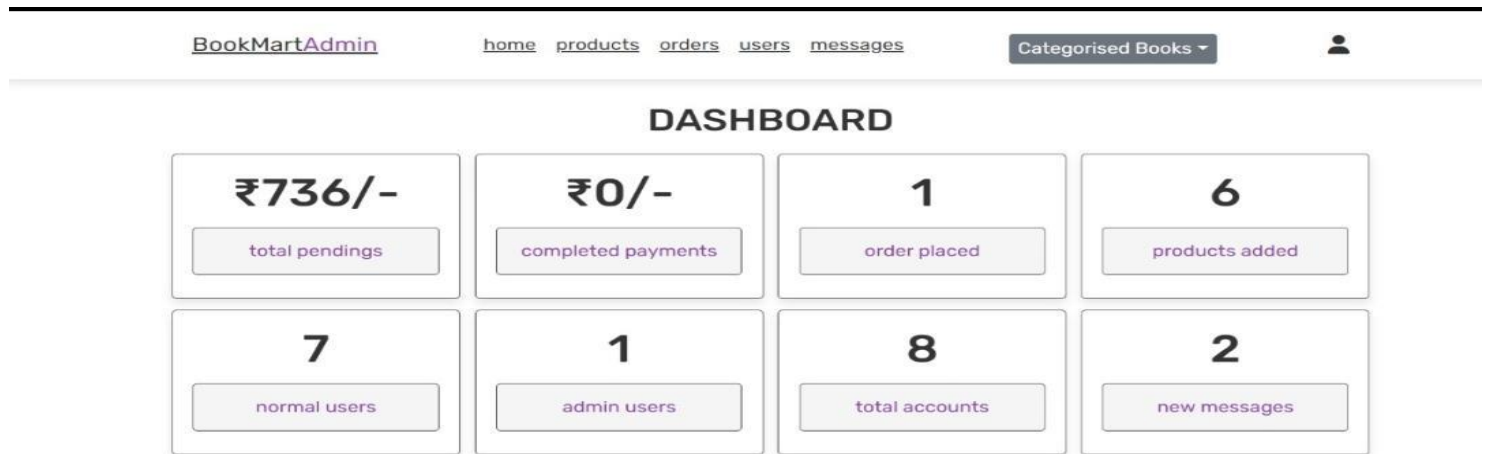 BookMartAdmin home products orders users messages Categorised Books
DASHBOARD
₹736/- ₹0/- 1 6
total pendings completed payments order placed products added
7 1 8 2
normal users admin users total accounts new messages